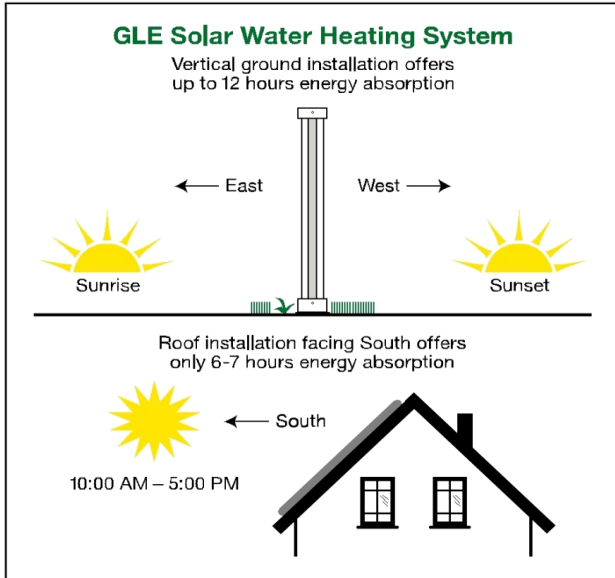 GLE Solar Water Heating System
Vertical ground installation offers
up to 12 hours energy absorption
East
West
Sunrise
Sunset
Roof installation facing South offers
only 6-7 hours energy absorption
South
10:00 AM – 5:00 PM